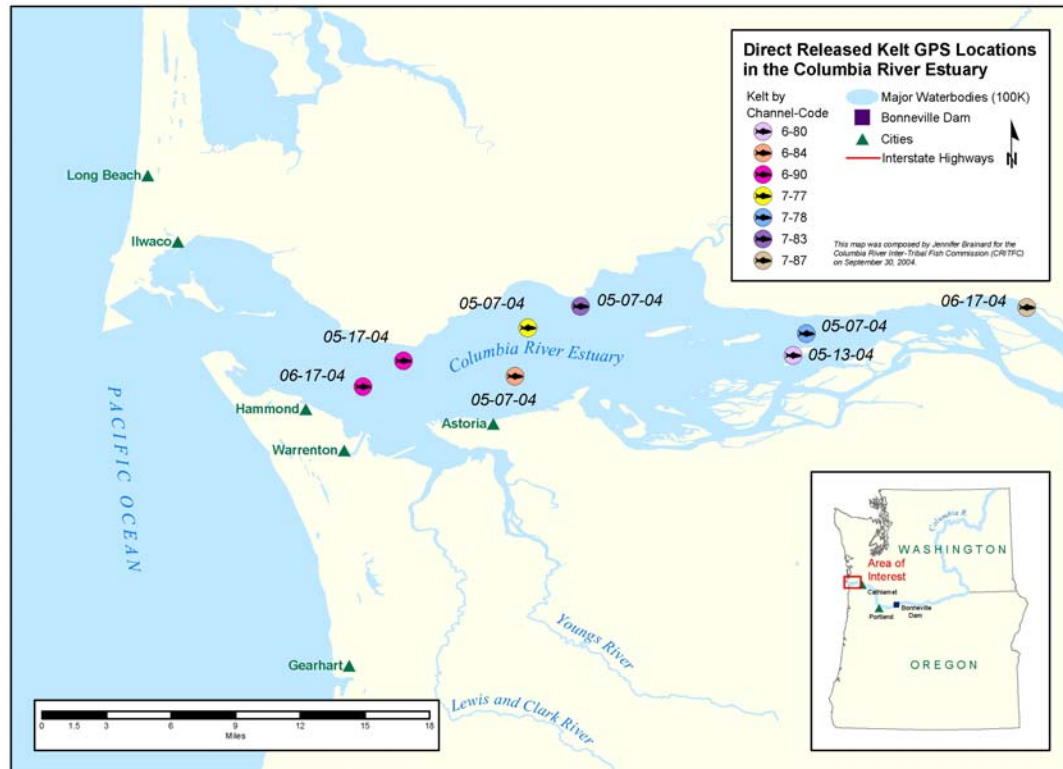 Direct Released Kelt GPS Locations
in the Columbia River Estuary
Kelt by
Channel-Code
6-80
6-84
6-90
7-77
7-78
7-83
7-87
Major Waterbodies (100K)
Bonneville Dam
Cities
Interstate Highways
N
This map was composed by Jennifer Brainard for the
Columbia River Inter-Tribal Fish Commission (CRITFC)
on September 30, 2004.
Long Beach
Ilwaco
05-07-04
05-07-04
06-17-04
05-17-04
05-07-04
Columbia River Estuary
05-13-04
06-17-04
05-07-04
Hammond
Astoria
Warrenton
PACIFIC OCEAN
Youngs River
Gearhart
Lewis and Clark River
0 1.5 3 6 9 12 15 18
Miles
Columbia R.
WASHINGTON
Area of
Interest
Cathlamet
Portland
Bonneville
Dam
OREGON